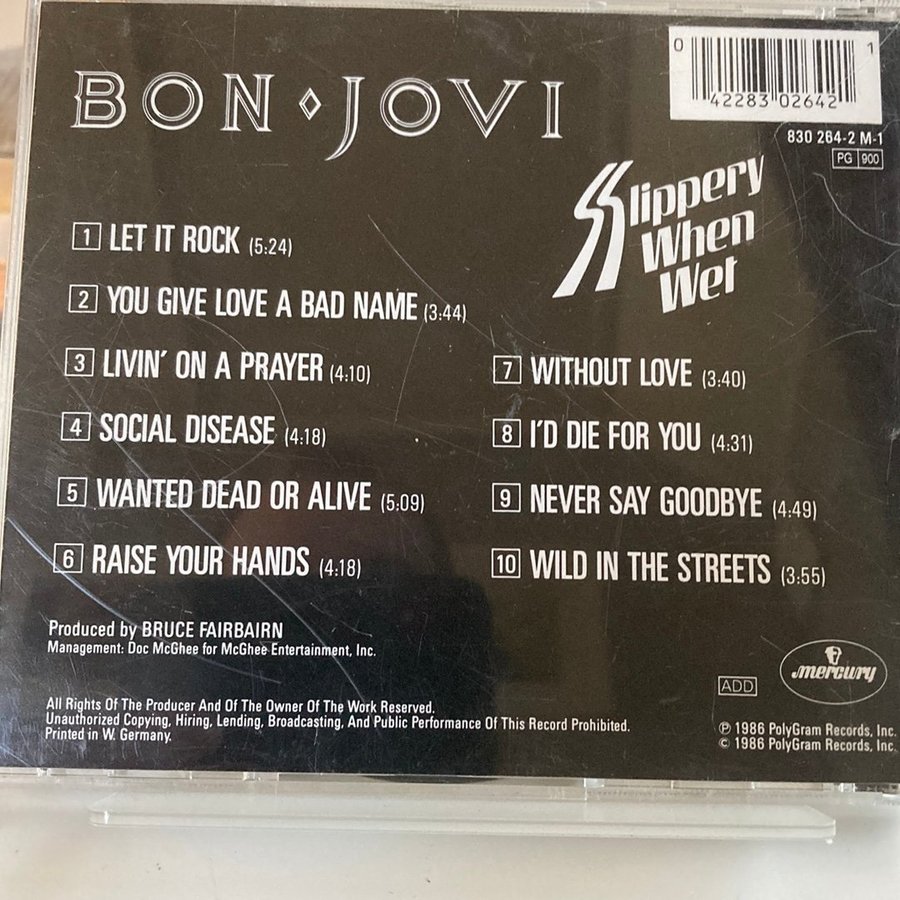 BON JOVI
0 42283 02642 1
830 264-2 M-1
PG 900
Slippery
When
Wet
1 LET IT ROCK (5:24)
2 YOU GIVE LOVE A BAD NAME (3:44)
3 LIVIN' ON A PRAYER (4:10)
4 SOCIAL DISEASE (4:18)
5 WANTED DEAD OR ALIVE (5:09)
6 RAISE YOUR HANDS (4:18)
7 WITHOUT LOVE (3:40)
8 I'D DIE FOR YOU (4:31)
9 NEVER SAY GOODBYE (4:49)
10 WILD IN THE STREETS (3:55)
Produced by BRUCE FAIRBAIRN
Management: Doc McGhee for McGhee Entertainment, Inc.
All Rights Of The Producer And Of The Owner Of The Work Reserved.
Unauthorized Copying, Hiring, Lending, Broadcasting, And Public Performance Of This Record Prohibited.
Printed in W. Germany.
ADD
mercury
℗ 1986 PolyGram Records, Inc.
© 1986 PolyGram Records, Inc.